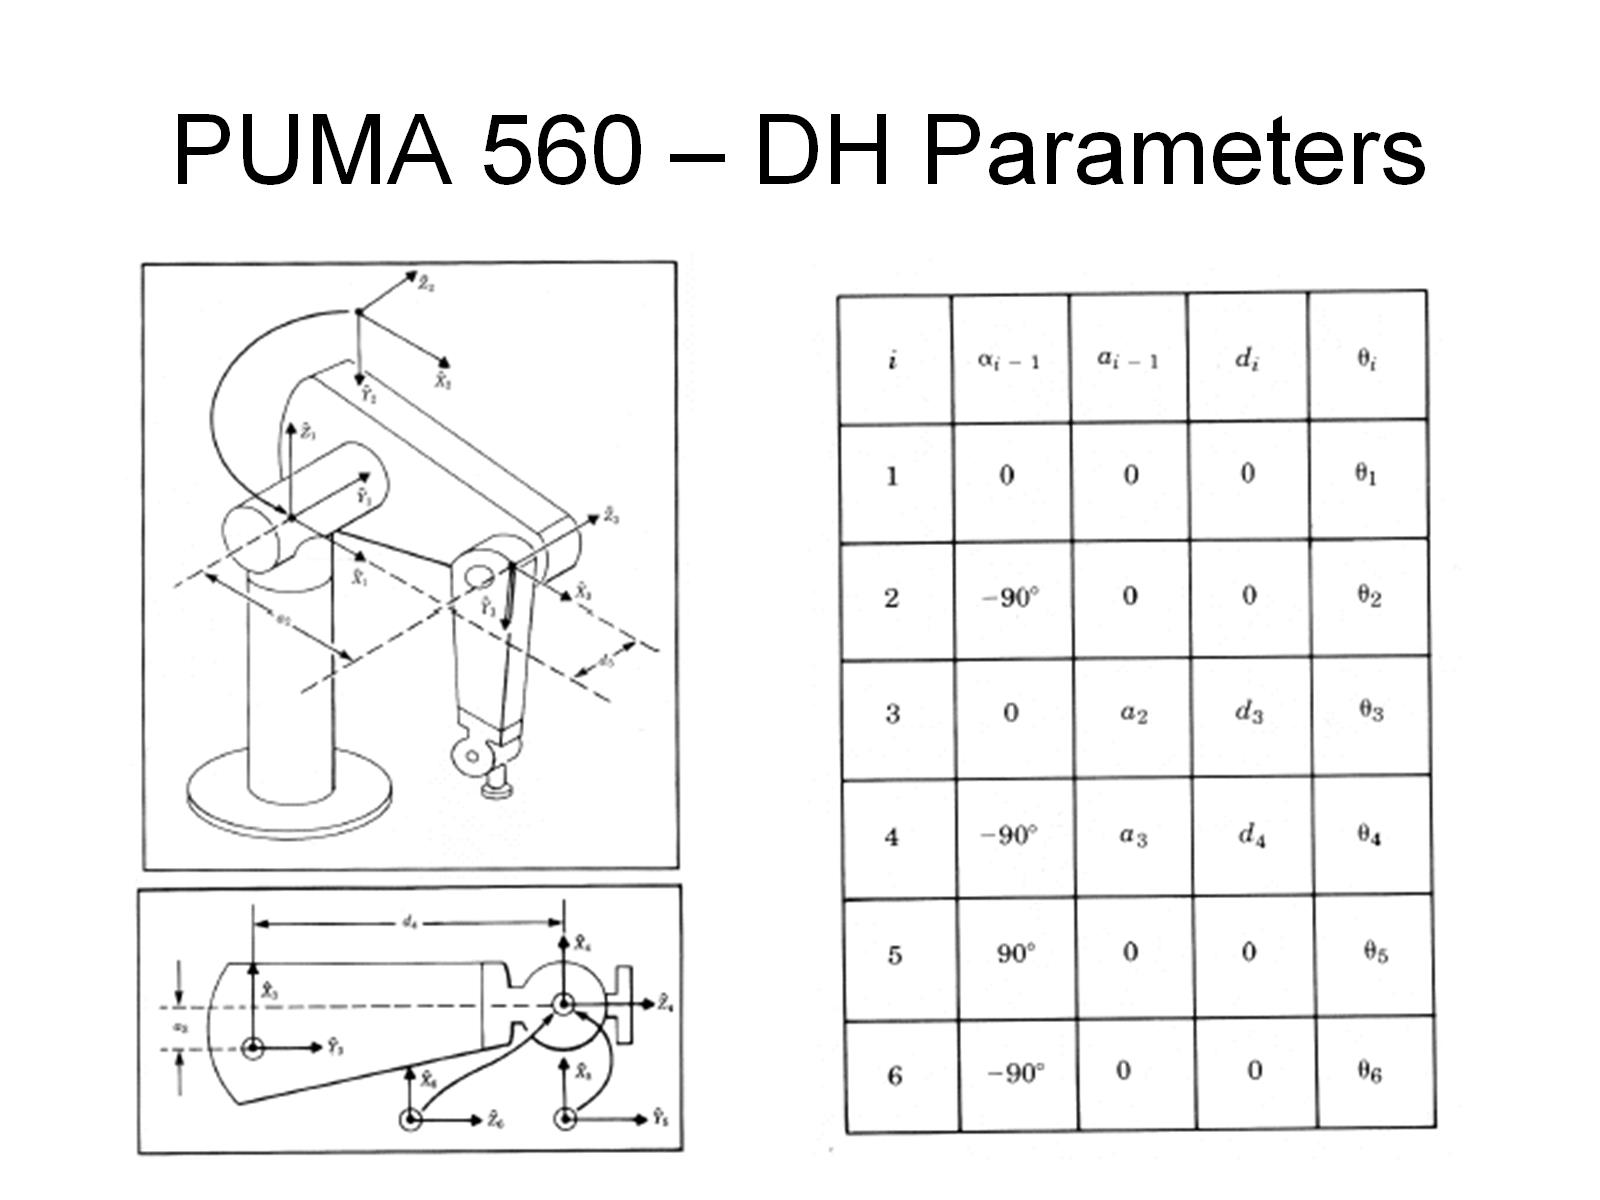 PUMA 560 – DH Parameters
Ẑ₂
X̂₂
Ŷ₂
Ẑ₁
Ŷ₁
X̂₁
Ẑ₃
X̂₃
Ŷ₃
a₂
d₃
i αᵢ₋₁ aᵢ₋₁ dᵢ θᵢ
1 0 0 0 θ₁
2 −90° 0 0 θ₂
3 0 a₂ d₃ θ₃
4 −90° a₃ d₄ θ₄
5 90° 0 0 θ₅
6 −90° 0 0 θ₆
d₄
X̂₄
X̂₃
Ẑ₄
a₃
Ŷ₃
X̂₆
X̂₅
Ẑ₆
Ŷ₅